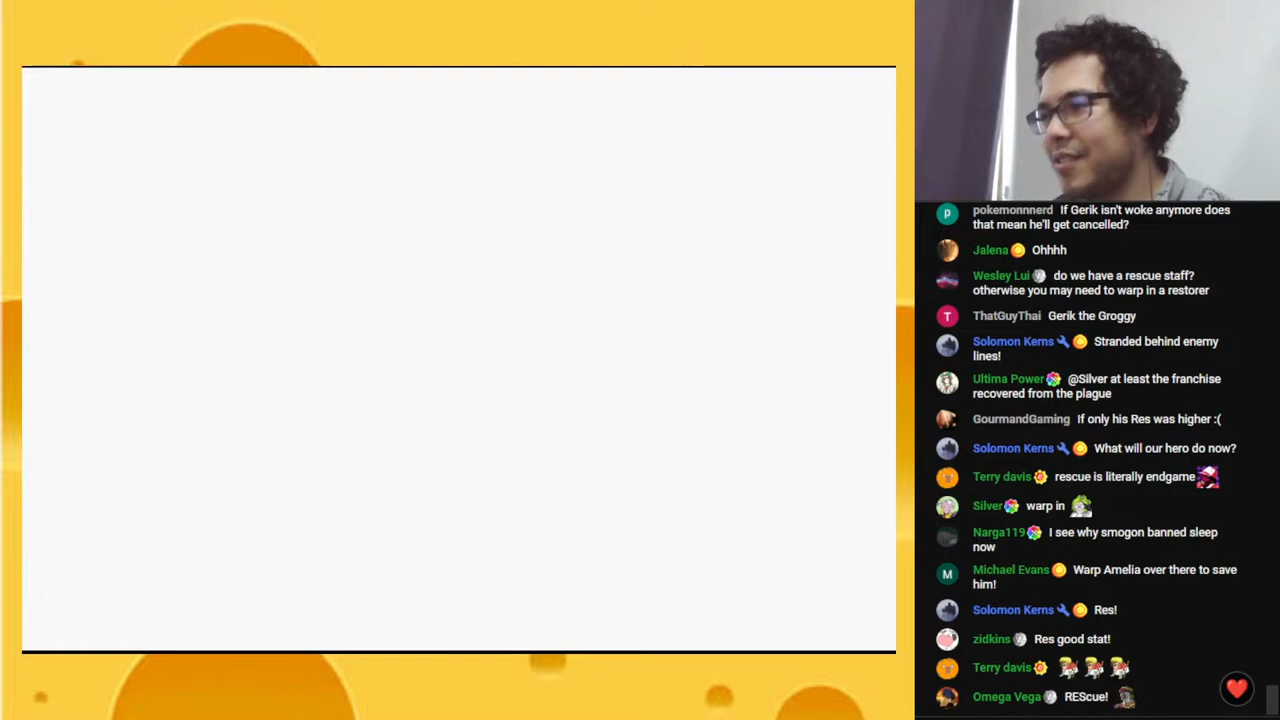 pokemonnnerd If Gerik isn't woke anymore does
that mean he'll get cancelled?
Jalena Ohhhh
Wesley Lui do we have a rescue staff?
otherwise you may need to warp in a restorer
T ThatGuyThai Gerik the Groggy
Solomon Kerns Stranded behind enemy
lines!
Ultima Power @Silver at least the franchise
recovered from the plague
GourmandGaming If only his Res was higher :(
Solomon Kerns What will our hero do now?
Terry davis rescue is literally endgame
Silver warp in
Narga119 I see why smogon banned sleep
now
M Michael Evans Warp Amelia over there to save
him!
Solomon Kerns Res!
zidkins Res good stat!
Terry davis
Omega Vega REScue!